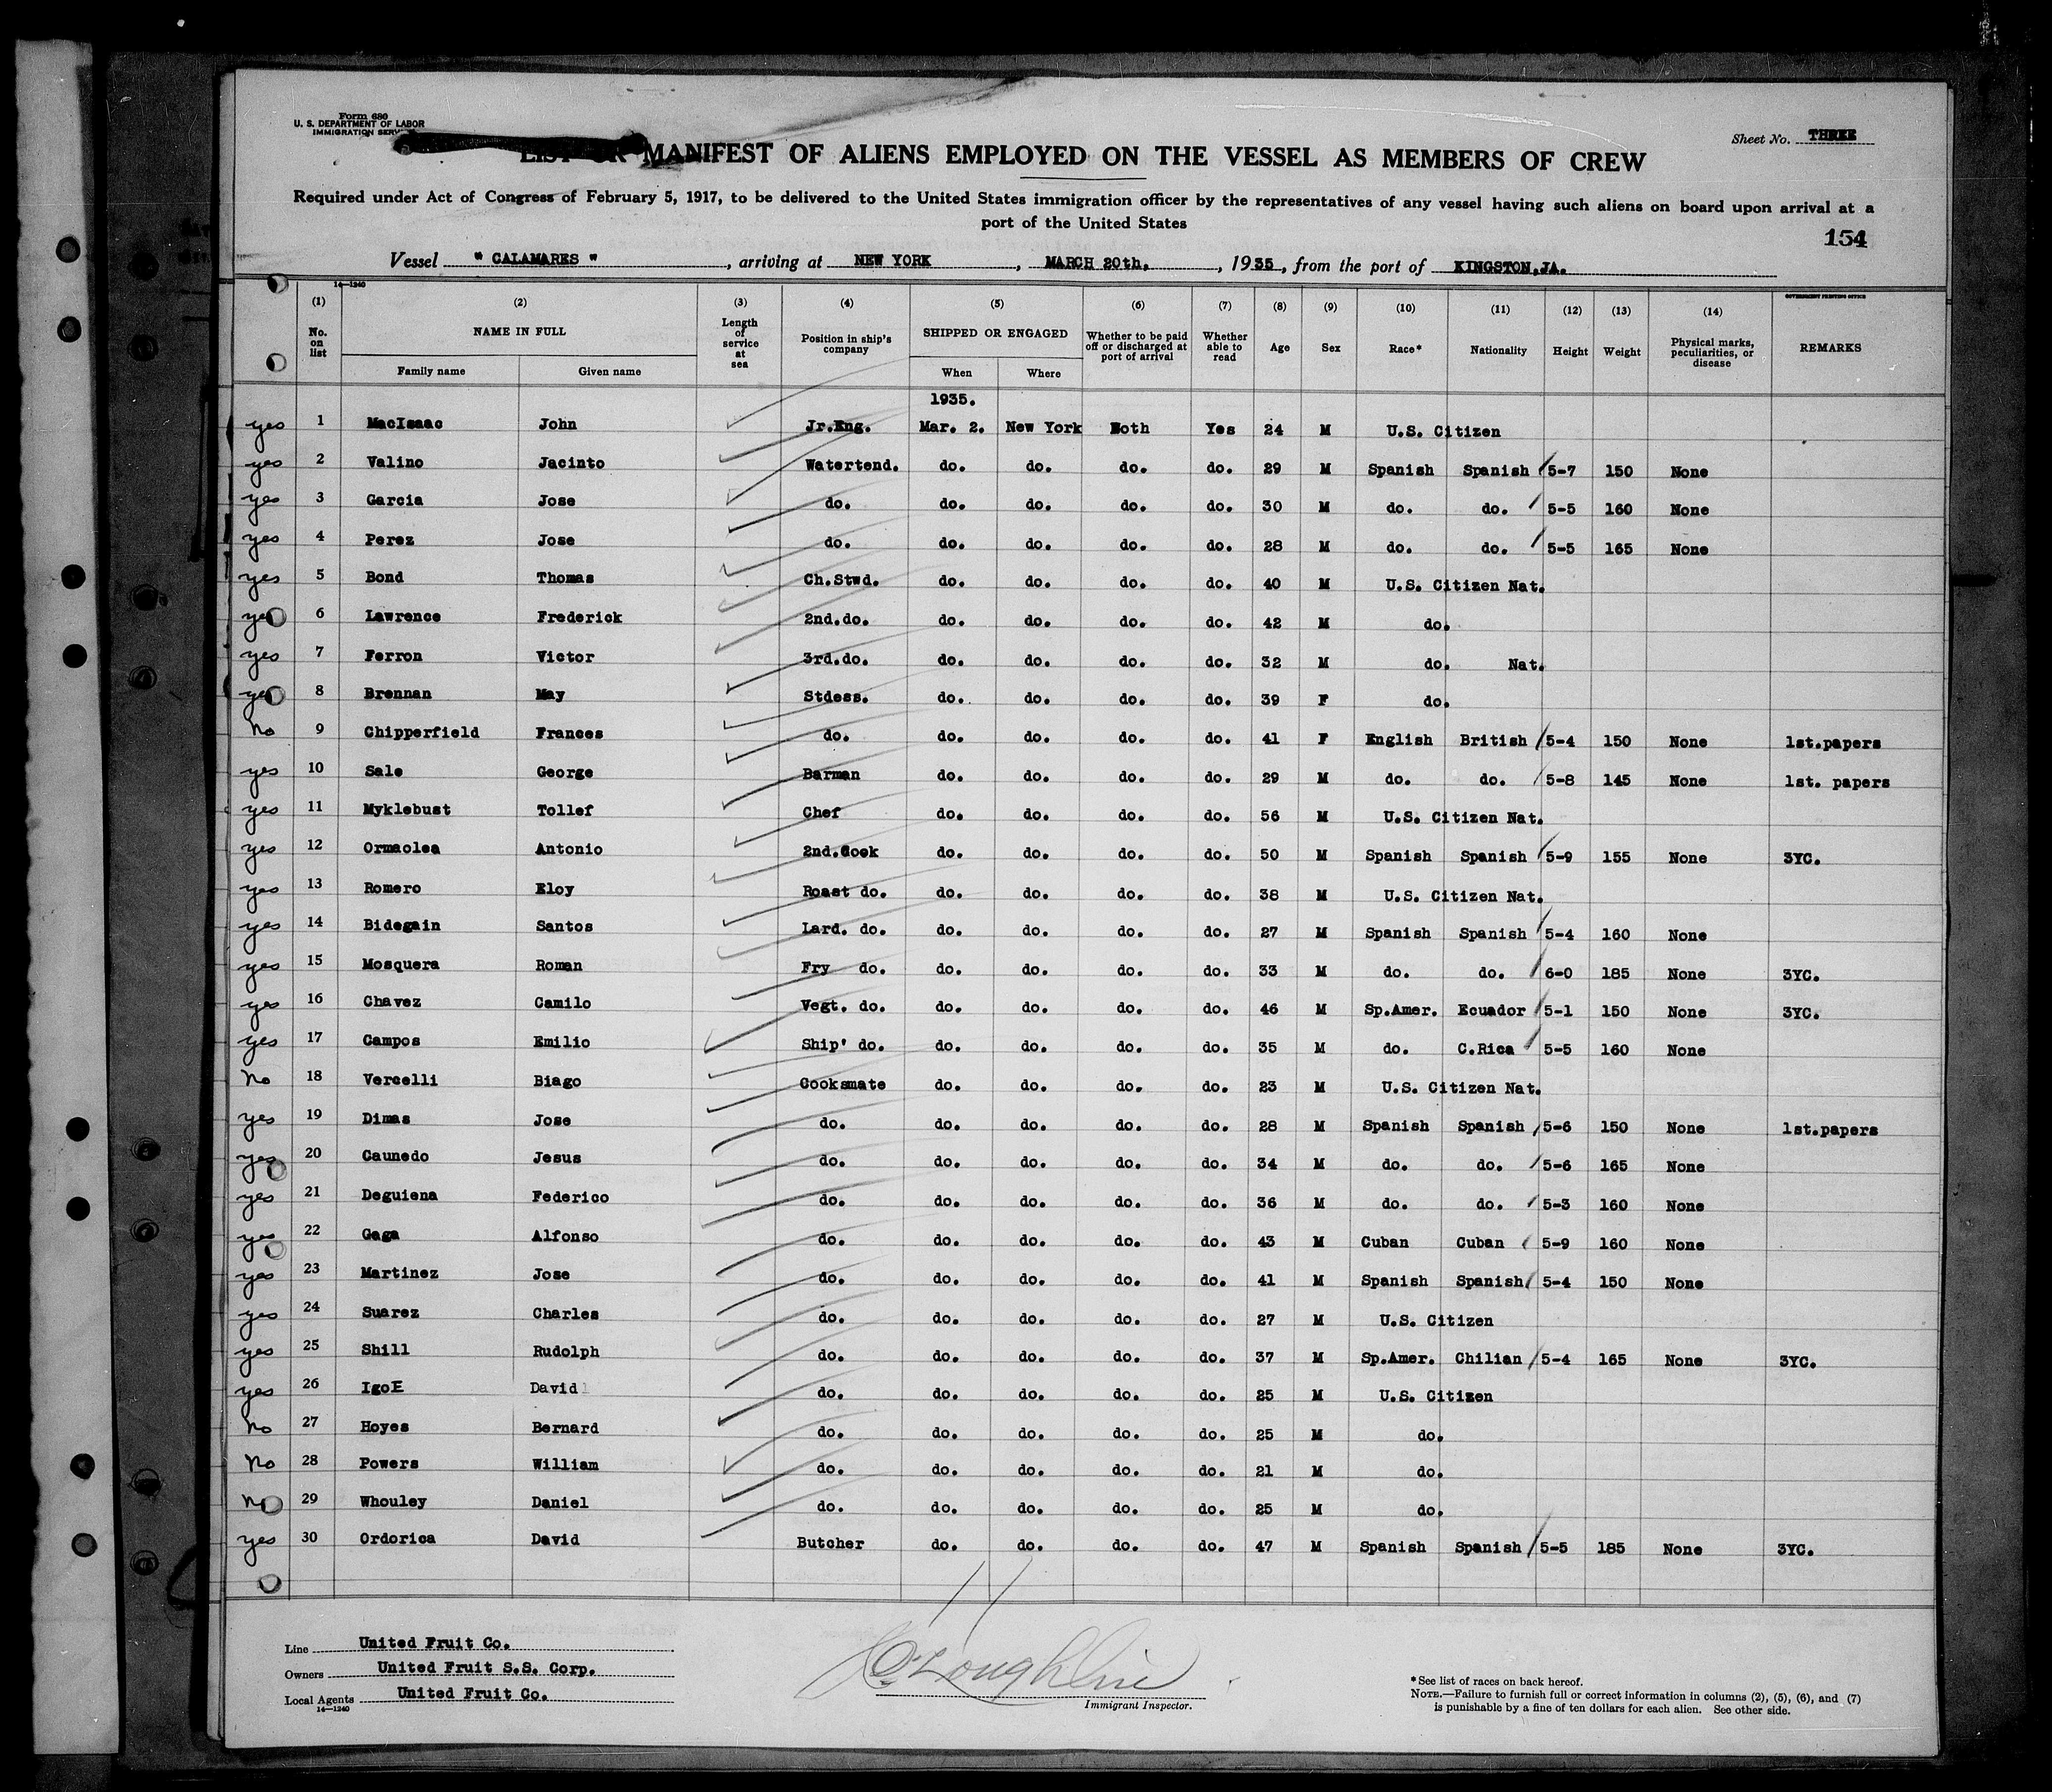 Form 680
U. S. DEPARTMENT OF LABOR
IMMIGRATION
Sheet No. THREE
LIST OR MANIFEST OF ALIENS EMPLOYED ON THE VESSEL AS MEMBERS OF CREW
Required under Act of Congress of February 5, 1917, to be delivered to the United States immigration officer by the representatives of any vessel having such aliens on board upon arrival at a
port of the United States
154
Vessel " CALAMARES ", arriving at NEW YORK, MARCH 20th, 1935, from the port of KINGSTON, JA.
14—1240
GOVERNMENT PRINTING OFFICE
(1) No. on list (2) NAME IN FULL Family name Given name (3) Length of service at sea (4) Position in ship's company (5) SHIPPED OR ENGAGED When Where (6) Whether to be paid off or discharged at port of arrival (7) Whether able to read (8) Age (9) Sex (10) Race* (11) Nationality (12) Height (13) Weight (14) Physical marks, peculiarities, or disease REMARKS
1935.
yes 1 MacIsaac John Jr.Eng. Mar. 2. New York Both Yes 24 M U.S. Citizen
yes 2 Valino Jacinto Watertend. do. do. do. do. 29 M Spanish Spanish 5-7 150 None
yes 3 Garcia Jose do. do. do. do. do. 30 M do. do. 5-5 160 None
yes 4 Perez Jose do. do. do. do. do. 28 M do. do. 5-5 165 None
yes 5 Bond Thomas Ch.Stwd. do. do. do. do. 40 M U.S. Citizen Nat.
yes 6 Lawrence Frederick 2nd.do. do. do. do. do. 42 M do.
yes 7 Ferron Victor 3rd.do. do. do. do. do. 32 M do. Nat.
yes 8 Brennan May Stdess. do. do. do. do. 39 F do.
No 9 Chipperfield Frances do. do. do. do. do. 41 F English British 5-4 150 None 1st.papers
yes 10 Sale George Barman do. do. do. do. 29 M do. do. 5-8 145 None 1st. papers
yes 11 Myklebust Tollef Chef do. do. do. do. 56 M U.S. Citizen Nat.
yes 12 Ormaolea Antonio 2nd.Cook do. do. do. do. 50 M Spanish Spanish 5-9 155 None 3YC.
yes 13 Romero Eloy Roast do. do. do. do. do. 38 M U.S. Citizen Nat.
yes 14 Bidegain Santos Lard. do. do. do. do. do. 27 M Spanish Spanish 5-4 160 None
yes 15 Mosquera Roman Fry do. do. do. do. do. 33 M do. do. 6-0 185 None 3YC.
yes 16 Chavez Camilo Vegt. do. do. do. do. do. 46 M Sp.Amer. Ecuador 5-1 150 None 3YC.
yes 17 Campos Emilio Ship' do. do. do. do. do. 35 M do. C.Rica 5-5 160 None
No 18 Vercelli Biago Cooksmate do. do. do. do. 23 M U.S. Citizen Nat.
yes 19 Dimas Jose do. do. do. do. do. 28 M Spanish Spanish 5-6 150 None 1st.papers
yes 20 Caunedo Jesus do. do. do. do. do. 34 M do. do. 5-6 165 None
yes 21 Deguiena Federico do. do. do. do. do. 36 M do. do. 5-3 160 None
yes 22 Gaga Alfonso do. do. do. do. do. 43 M Cuban Cuban 5-9 160 None
yes 23 Martinez Jose do. do. do. do. do. 41 M Spanish Spanish 5-4 150 None
yes 24 Suarez Charles do. do. do. do. do. 27 M U.S. Citizen
yes 25 Shill Rudolph do. do. do. do. do. 37 M Sp.Amer. Chilian 5-4 165 None 3YC.
yes 26 IgoE David do. do. do. do. do. 25 M U.S. Citizen
No 27 Hoyes Bernard do. do. do. do. do. 25 M do.
No 28 Powers William do. do. do. do. do. 21 M do.
No 29 Whouley Daniel do. do. do. do. do. 25 M do.
yes 30 Ordorica David Butcher do. do. do. do. 47 M Spanish Spanish 5-5 185 None 3YC.
Line United Fruit Co.
Owners United Fruit S.S. Corp.
Local Agents United Fruit Co.
14—1240
O'Loughlin
Immigrant Inspector.
* See list of races on back hereof.
NOTE.—Failure to furnish full or correct information in columns (2), (5), (6), and (7)
is punishable by a fine of ten dollars for each alien. See other side.